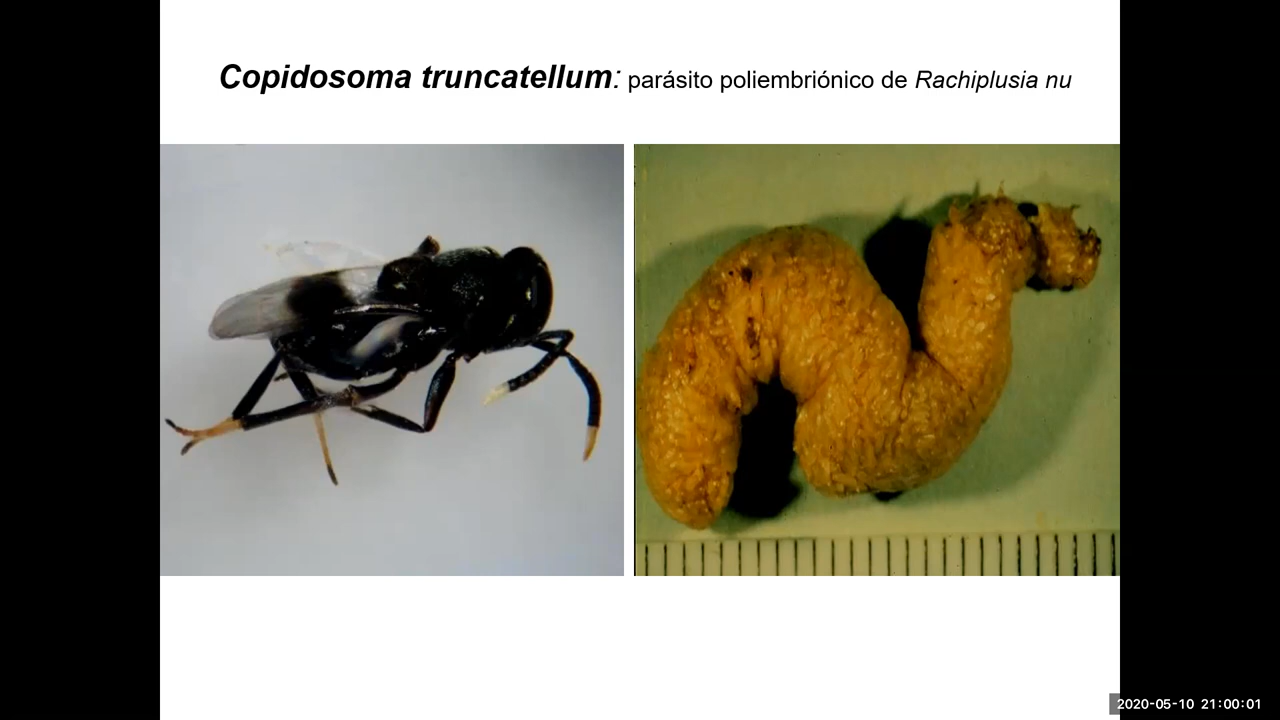 Copidosoma truncatellum: parásito poliembriónico de Rachiplusia nu
2020-05-10 21:00:01